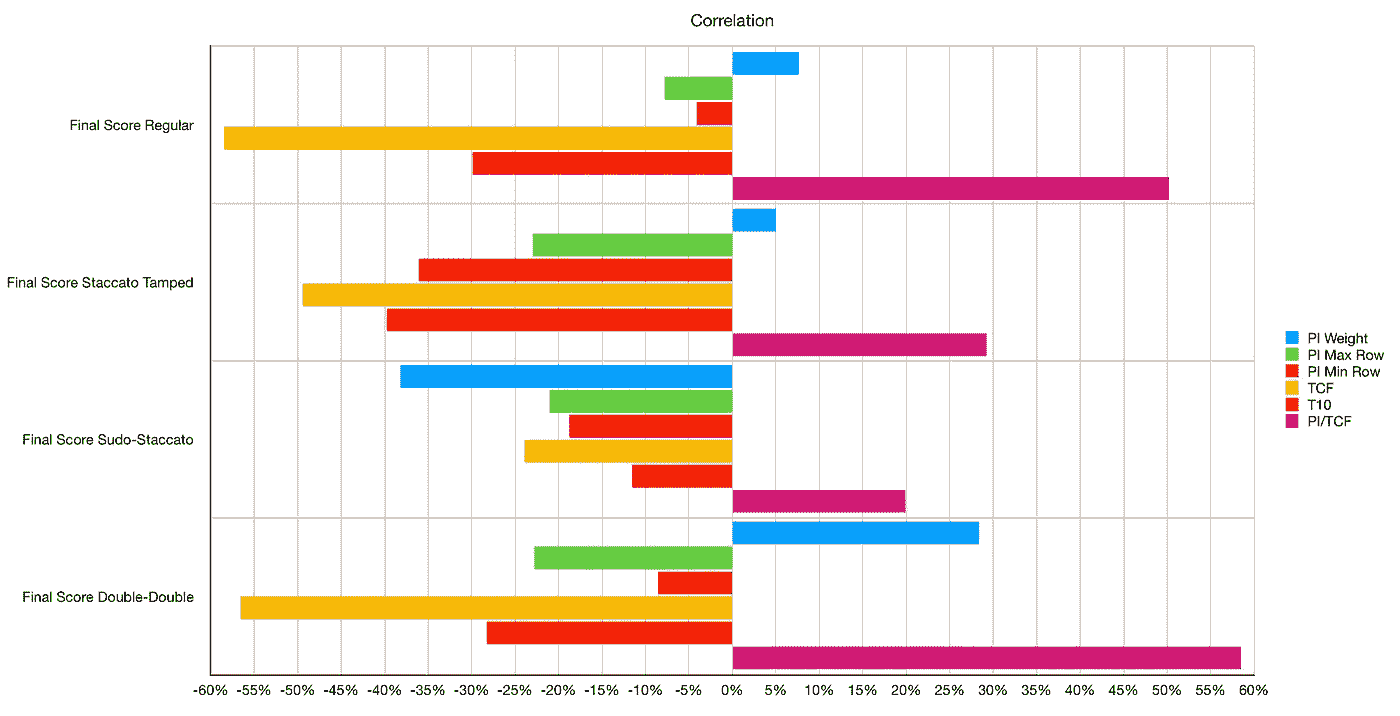 Correlation
Final Score Regular
Final Score Staccato Tamped
Final Score Sudo-Staccato
Final Score Double-Double
PI Weight
PI Max Row
PI Min Row
TCF
T10
PI/TCF
-60% -55% -50% -45% -40% -35% -30% -25% -20% -15% -10% -5% 0% 5% 10% 15% 20% 25% 30% 35% 40% 45% 50% 55% 60%